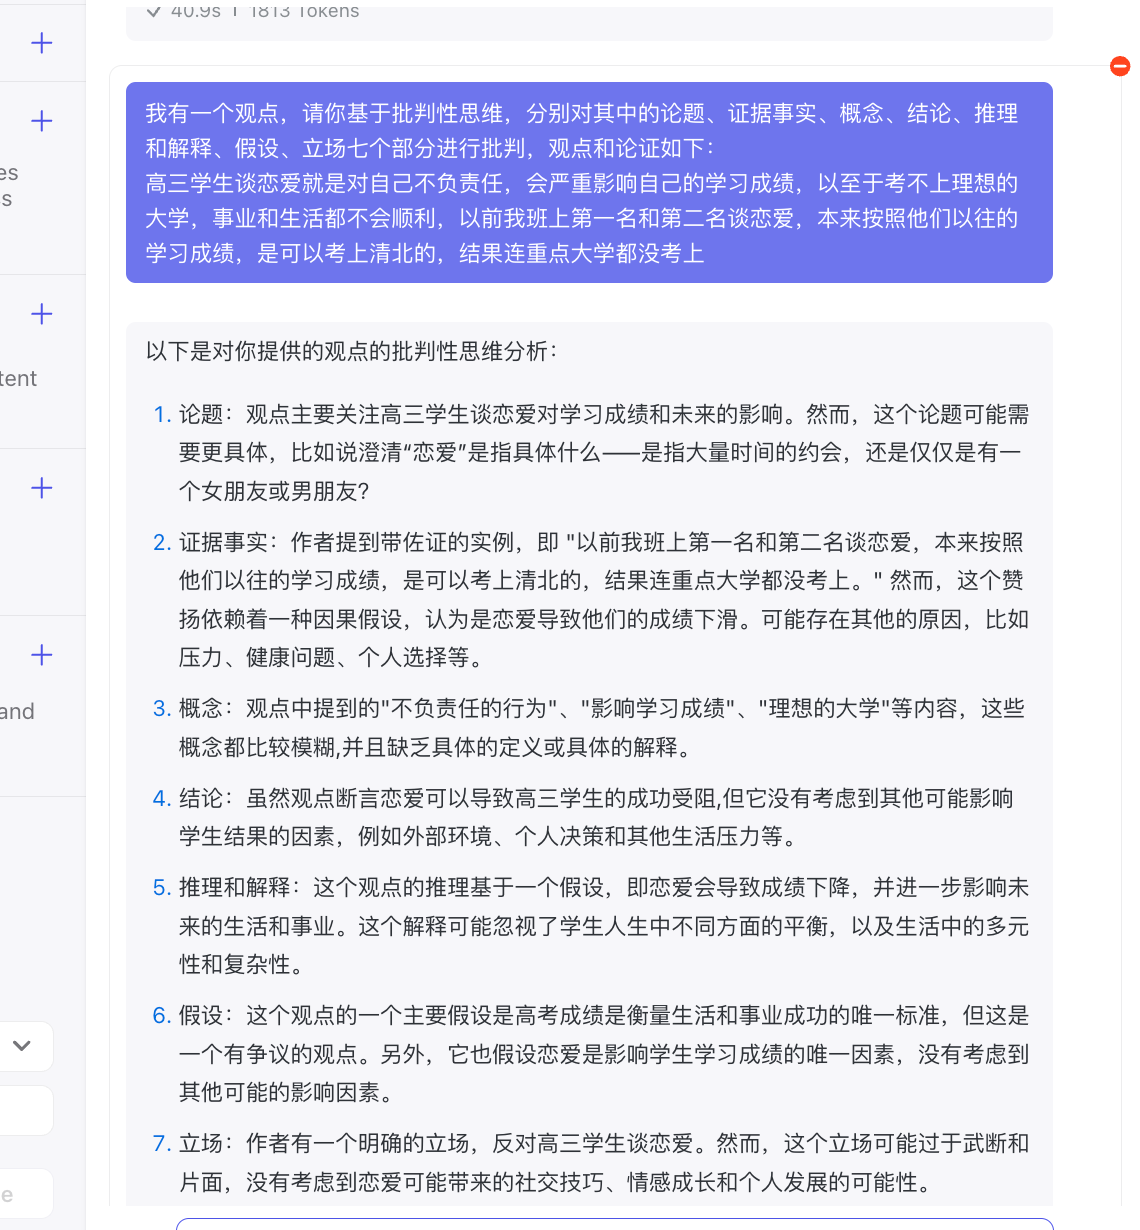 40.9s | 1813 Tokens
es
s
tent
and
e
我有一个观点，请你基于批判性思维，分别对其中的论题、证据事实、概念、结论、推理
和解释、假设、立场七个部分进行批判，观点和论证如下：
高三学生谈恋爱就是对自己不负责任，会严重影响自己的学习成绩，以至于考不上理想的
大学，事业和生活都不会顺利，以前我班上第一名和第二名谈恋爱，本来按照他们以往的
学习成绩，是可以考上清北的，结果连重点大学都没考上
以下是对你提供的观点的批判性思维分析：
1. 论题：观点主要关注高三学生谈恋爱对学习成绩和未来的影响。然而，这个论题可能需
要更具体，比如说澄清“恋爱”是指具体什么——是指大量时间的约会，还是仅仅是有一
个女朋友或男朋友?
2. 证据事实：作者提到带佐证的实例，即 "以前我班上第一名和第二名谈恋爱，本来按照
他们以往的学习成绩，是可以考上清北的，结果连重点大学都没考上。" 然而，这个赞
扬依赖着一种因果假设，认为是恋爱导致他们的成绩下滑。可能存在其他的原因，比如
压力、健康问题、个人选择等。
3. 概念：观点中提到的"不负责任的行为"、"影响学习成绩"、"理想的大学"等内容，这些
概念都比较模糊,并且缺乏具体的定义或具体的解释。
4. 结论：虽然观点断言恋爱可以导致高三学生的成功受阻,但它没有考虑到其他可能影响
学生结果的因素，例如外部环境、个人决策和其他生活压力等。
5. 推理和解释：这个观点的推理基于一个假设，即恋爱会导致成绩下降，并进一步影响未
来的生活和事业。这个解释可能忽视了学生人生中不同方面的平衡，以及生活中的多元
性和复杂性。
6. 假设：这个观点的一个主要假设是高考成绩是衡量生活和事业成功的唯一标准，但这是
一个有争议的观点。另外，它也假设恋爱是影响学生学习成绩的唯一因素，没有考虑到
其他可能的影响因素。
7. 立场：作者有一个明确的立场，反对高三学生谈恋爱。然而，这个立场可能过于武断和
片面，没有考虑到恋爱可能带来的社交技巧、情感成长和个人发展的可能性。